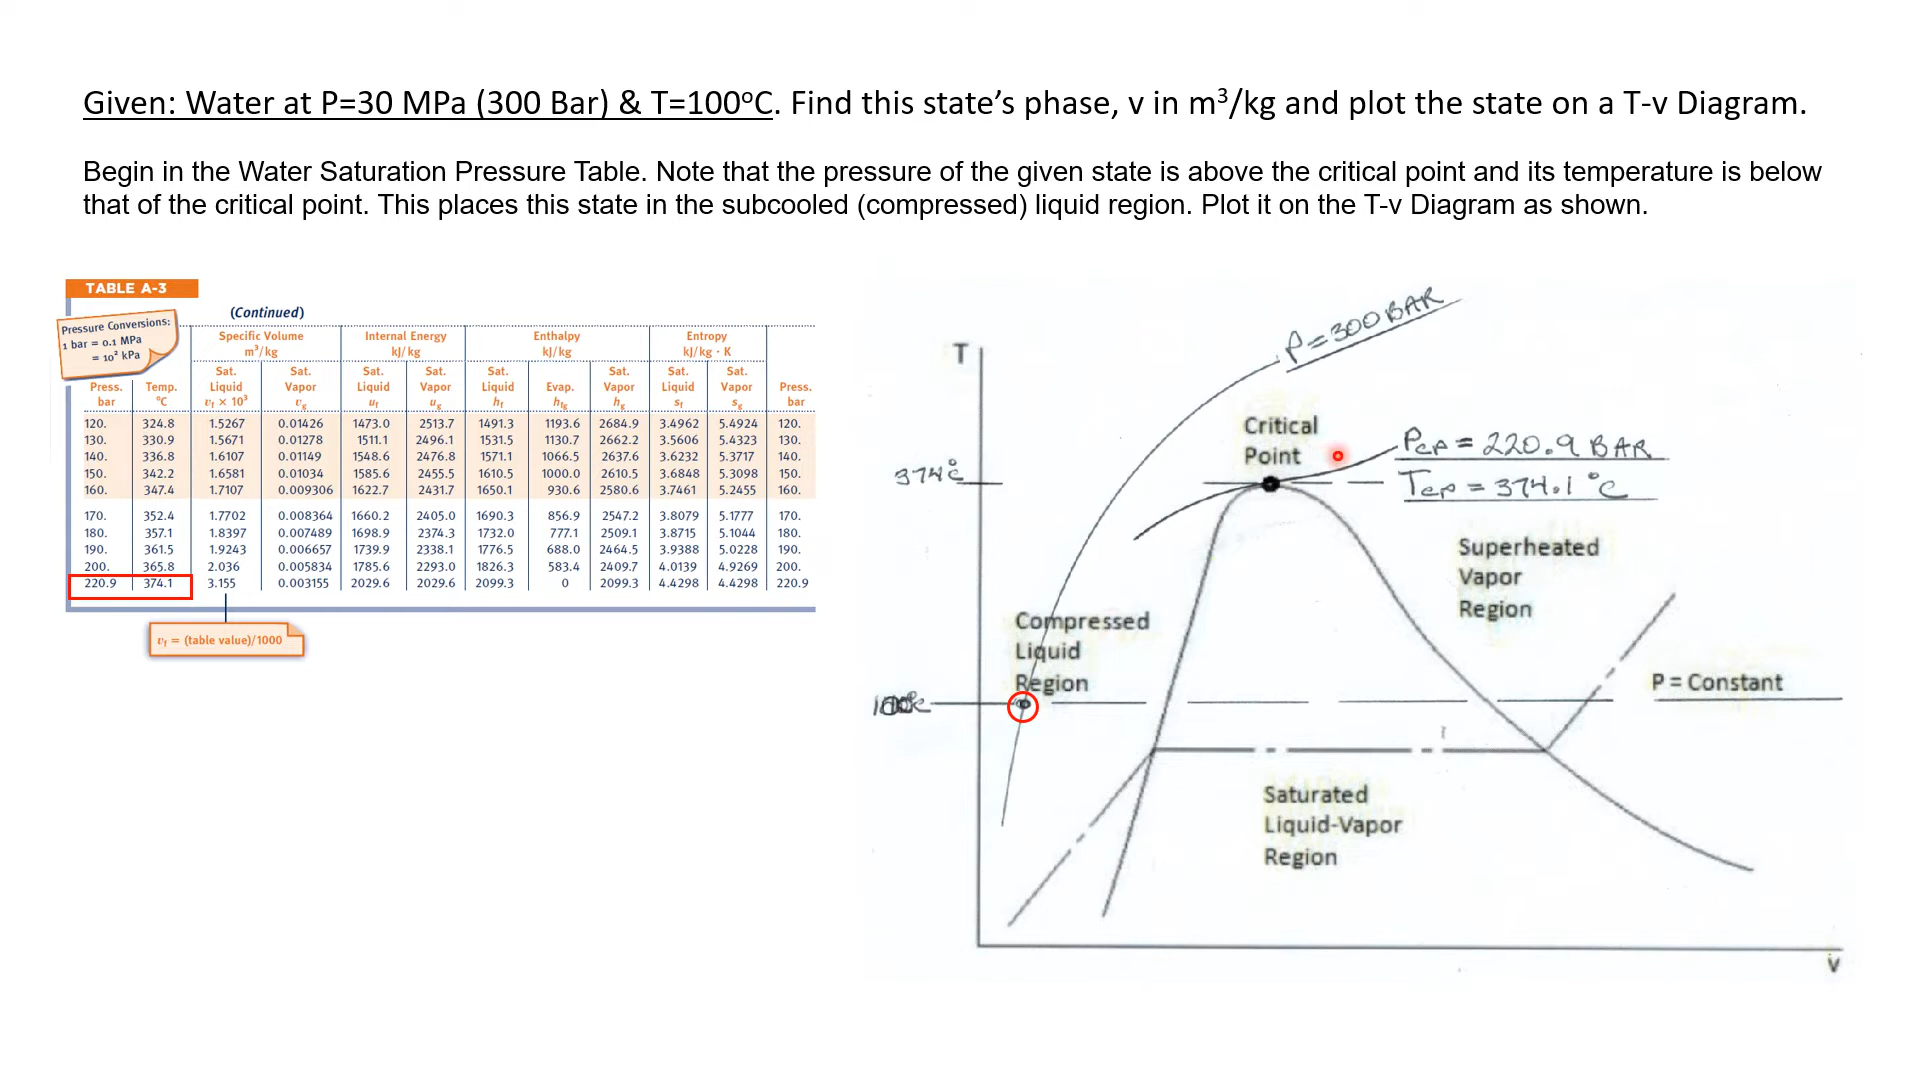 Given: Water at P=30 MPa (300 Bar) & T=100°C. Find this state's phase, v in m³/kg and plot the state on a T-v Diagram.
Begin in the Water Saturation Pressure Table. Note that the pressure of the given state is above the critical point and its temperature is below
that of the critical point. This places this state in the subcooled (compressed) liquid region. Plot it on the T-v Diagram as shown.
TABLE A-3
(Continued)
Pressure Conversions:
1 bar = 0.1 MPa
= 10² kPa
Specific Volume Internal Energy Enthalpy Entropy
m³/kg kJ/kg kJ/kg kJ/kg · K
Sat. Sat. Sat. Sat. Sat. Sat. Sat. Sat.
Press. Temp. Liquid Vapor Liquid Vapor Liquid Evap. Vapor Liquid Vapor Press.
bar °C vf × 10³ vg uf ug hf hfg hg sf sg bar
120. 324.8 1.5267 0.01426 1473.0 2513.7 1491.3 1193.6 2684.9 3.4962 5.4924 120.
130. 330.9 1.5671 0.01278 1511.1 2496.1 1531.5 1130.7 2662.2 3.5606 5.4323 130.
140. 336.8 1.6107 0.01149 1548.6 2476.8 1571.1 1066.5 2637.6 3.6232 5.3717 140.
150. 342.2 1.6581 0.01034 1585.6 2455.5 1610.5 1000.0 2610.5 3.6848 5.3098 150.
160. 347.4 1.7107 0.009306 1622.7 2431.7 1650.1 930.6 2580.6 3.7461 5.2455 160.
170. 352.4 1.7702 0.008364 1660.2 2405.0 1690.3 856.9 2547.2 3.8079 5.1777 170.
180. 357.1 1.8397 0.007489 1698.9 2374.3 1732.0 777.1 2509.1 3.8715 5.1044 180.
190. 361.5 1.9243 0.006657 1739.9 2338.1 1776.5 688.0 2464.5 3.9388 5.0228 190.
200. 365.8 2.036 0.005834 1785.6 2293.0 1826.3 583.4 2409.7 4.0139 4.9269 200.
220.9 374.1 3.155 0.003155 2029.6 2029.6 2099.3 0 2099.3 4.4298 4.4298 220.9
vf = (table value)/1000
P=300 BAR
T
Critical
Point
PCP = 220.9 BAR
TCP = 374.1 °C
374°C
Superheated
Vapor
Region
Compressed
Liquid
Region
P = Constant
100°C
Saturated
Liquid-Vapor
Region
v